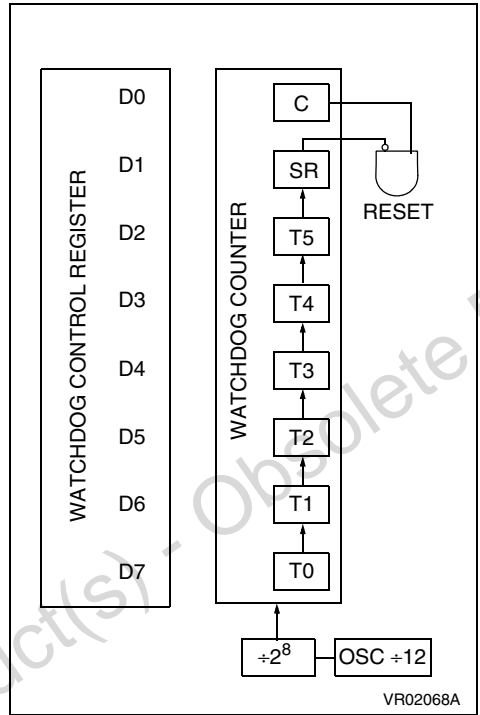 WATCHDOG CONTROL REGISTER
D0
D1
D2
D3
D4
D5
D6
D7
WATCHDOG COUNTER
C
SR
T5
T4
T3
T2
T1
T0
RESET
÷2⁸
OSC ÷12
VR02068A
duct(s) - Obsolete